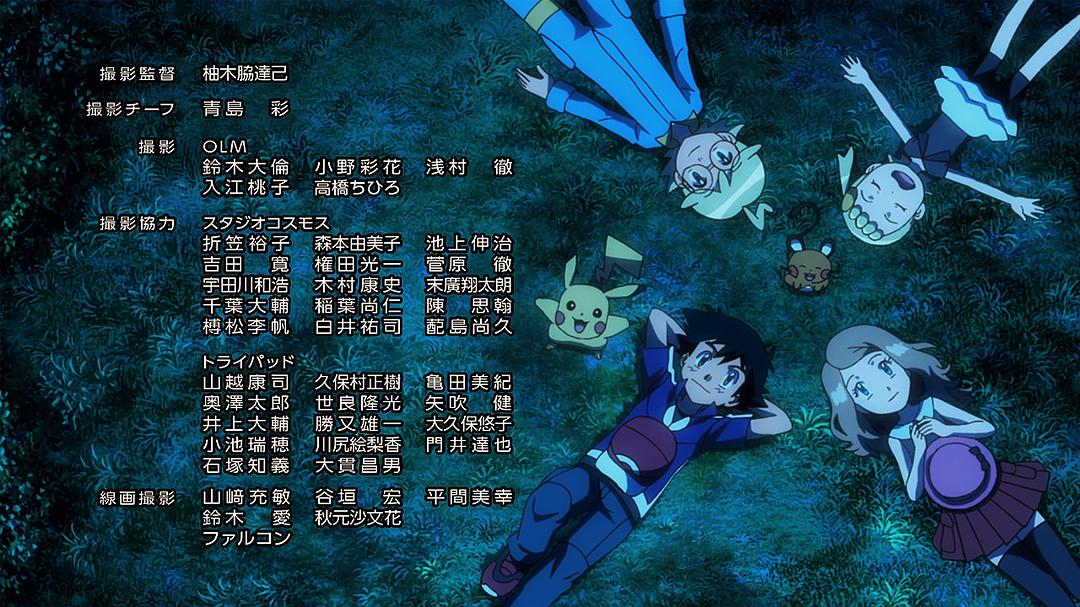 撮影監督 柚木脇達己
撮影チーフ 青島 彩
撮影 OLM
鈴木大倫 小野彩花 浅村 徹
入江桃子 高橋ちひろ
撮影協力 スタジオコスモス
折笠裕子 森本由美子 池上伸治
吉田 寛 権田光一 菅原 徹
宇田川和浩 木村康史 末廣翔太朗
千葉大輔 稲葉尚仁 陳 思翰
樽松李帆 白井祐司 蓜島尚久
トライパッド
山越康司 久保村正樹 亀田美紀
奥澤太郎 世良隆光 矢吹 健
井上大輔 勝又雄一 大久保悠子
小池瑞穂 川尻絵梨香 門井達也
石塚知義 大貫昌男
線画撮影 山﨑充敏 谷垣 宏 平間美幸
鈴木 愛 秋元沙文花
ファルコン